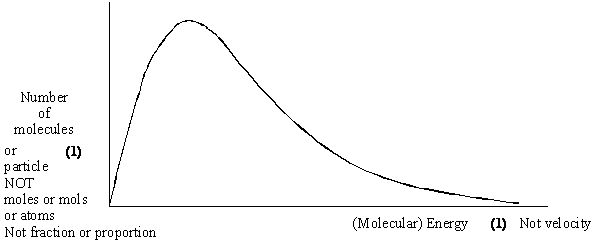 Number
of
molecules
or (1)
particle
NOT
moles or mols
or atoms
Not fraction or proportion
(Molecular) Energy (1) Not velocity